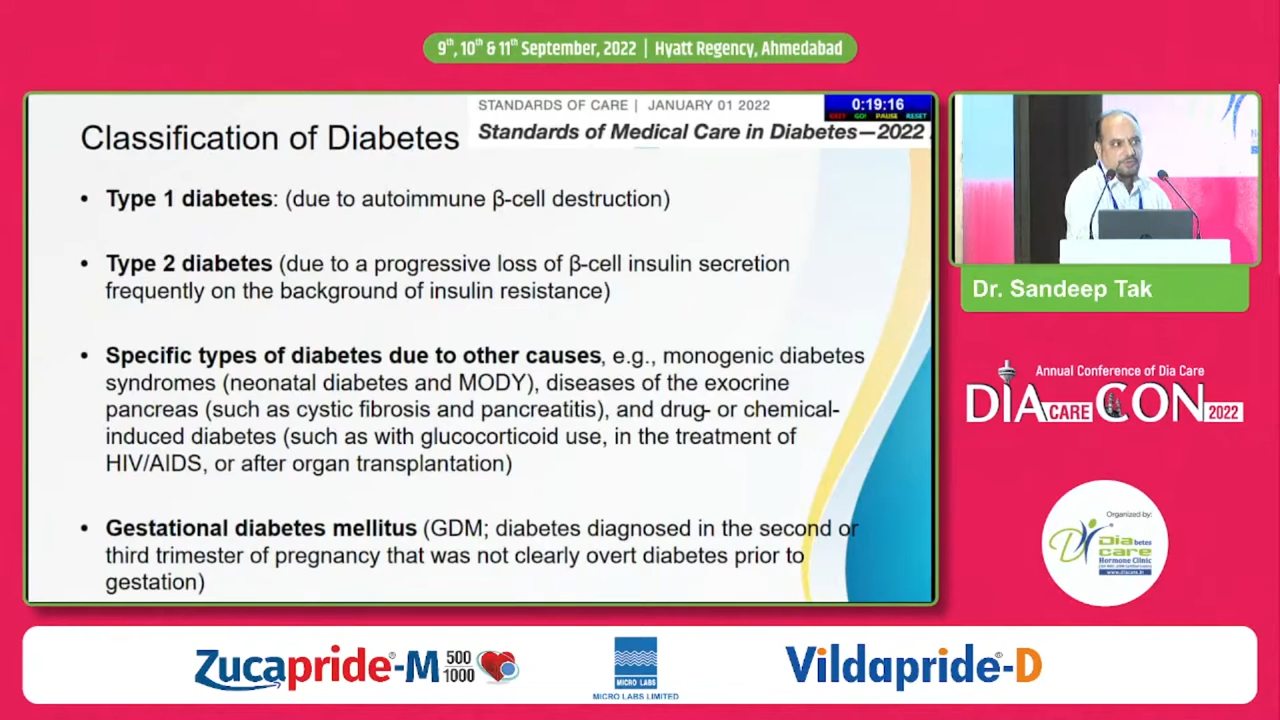 9th, 10th & 11th September, 2022 | Hyatt Regency, Ahmedabad
STANDARDS OF CARE | JANUARY 01 2022
0:19:16
GO! PAUSE RESET
Standards of Medical Care in Diabetes—2022
Classification of Diabetes
• Type 1 diabetes: (due to autoimmune β-cell destruction)
• Type 2 diabetes (due to a progressive loss of β-cell insulin secretion
frequently on the background of insulin resistance)
• Specific types of diabetes due to other causes, e.g., monogenic diabetes
syndromes (neonatal diabetes and MODY), diseases of the exocrine
pancreas (such as cystic fibrosis and pancreatitis), and drug- or chemical-
induced diabetes (such as with glucocorticoid use, in the treatment of
HIV/AIDS, or after organ transplantation)
• Gestational diabetes mellitus (GDM; diabetes diagnosed in the second or
third trimester of pregnancy that was not clearly overt diabetes prior to
gestation)
Dr. Sandeep Tak
Annual Conference of Dia Care
DIA CARE CON 2022
Organized by:
Diabetes
care
Hormone Clinic
www.diacare.in
Zucapride®-M 500
1000
MICRO LABS
MICRO LABS LIMITED
Vildapride®-D